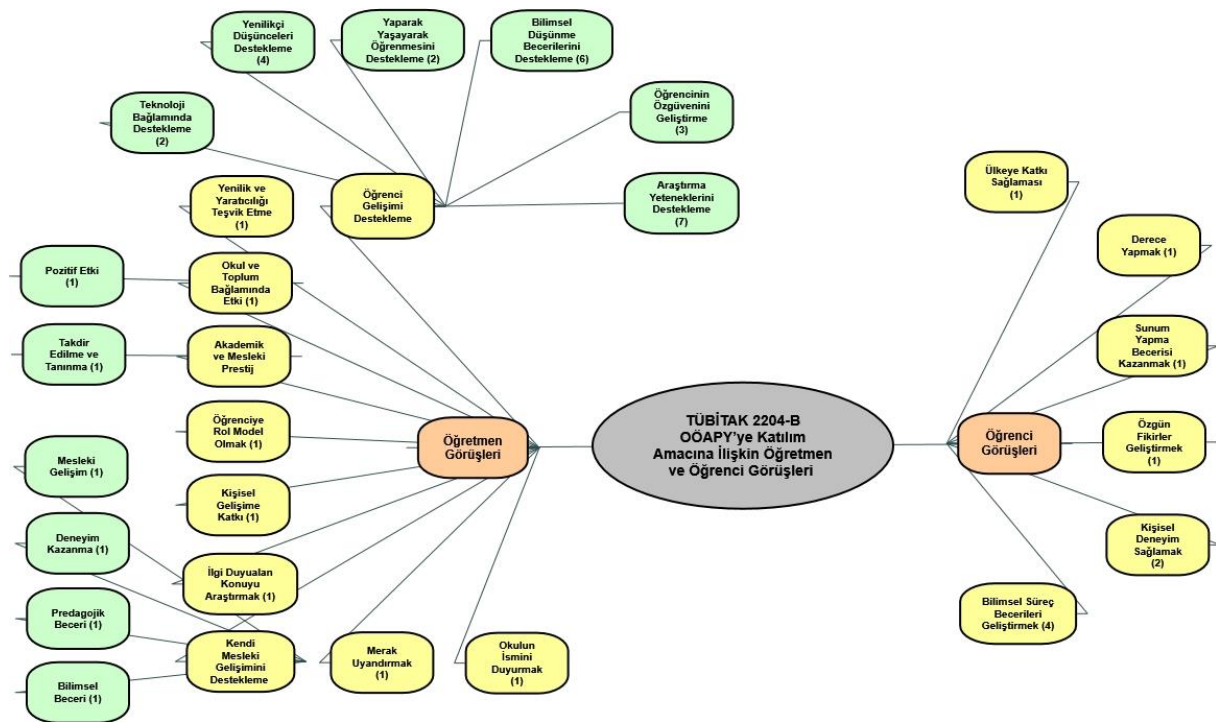 Yenilikçi
Düşünceleri
Destekleme
(4)
Yaparak
Yaşayarak
Öğrenmesini
Destekleme (2)
Bilimsel
Düşünme
Becerilerini
Destekleme (6)
Teknoloji
Bağlamında
Destekleme
(2)
Öğrencinin
Özgüvenini
Geliştirme
(3)
Yenilik ve
Yaratıcılığı
Teşvik Etme
(1)
Öğrenci
Gelişimi
Destekleme
Araştırma
Yeteneklerini
Destekleme
(7)
Ülkeye Katkı
Sağlaması
(1)
Derece
Yapmak (1)
Pozitif Etki
(1)
Okul ve
Toplum
Bağlamında
Etki (1)
Takdir
Edilme ve
Tanınma (1)
Akademik
ve Mesleki
Prestij
Sunum
Yapma
Becerisi
Kazanmak (1)
Öğrenciye
Rol Model
Olmak (1)
Öğretmen
Görüşleri
TÜBİTAK 2204-B
OÖAPY’ye Katılım
Amacına İlişkin Öğretmen
ve Öğrenci Görüşleri
Öğrenci
Görüşleri
Özgün
Fikirler
Geliştirmek
(1)
Mesleki
Gelişim (1)
Kişisel
Gelişime
Katkı (1)
Deneyim
Kazanma (1)
Kişisel
Deneyim
Sağlamak
(2)
İlgi Duyualan
Konuyu
Araştırmak (1)
Predagojik
Beceri (1)
Bilimsel Süreç
Becerileri
Geliştirmek (4)
Kendi
Mesleki
Gelişimini
Destekleme
Merak
Uyandırmak
(1)
Okulun
İsmini
Duyurmak
(1)
Bilimsel
Beceri (1)